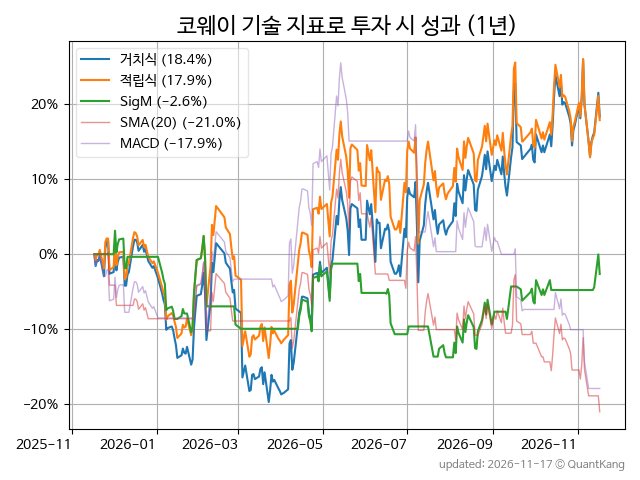 코웨이 기술 지표로 투자 시 성과 (1년)
거치식 (18.4%)
적립식 (17.9%)
SigM (−2.6%)
SMA(20) (−21.0%)
MACD (−17.9%)
20%
10%
0%
−10%
−20%
2025-11 2026-01 2026-03 2026-05 2026-07 2026-09 2026-11
updated: 2026-11-17 © QuantKang